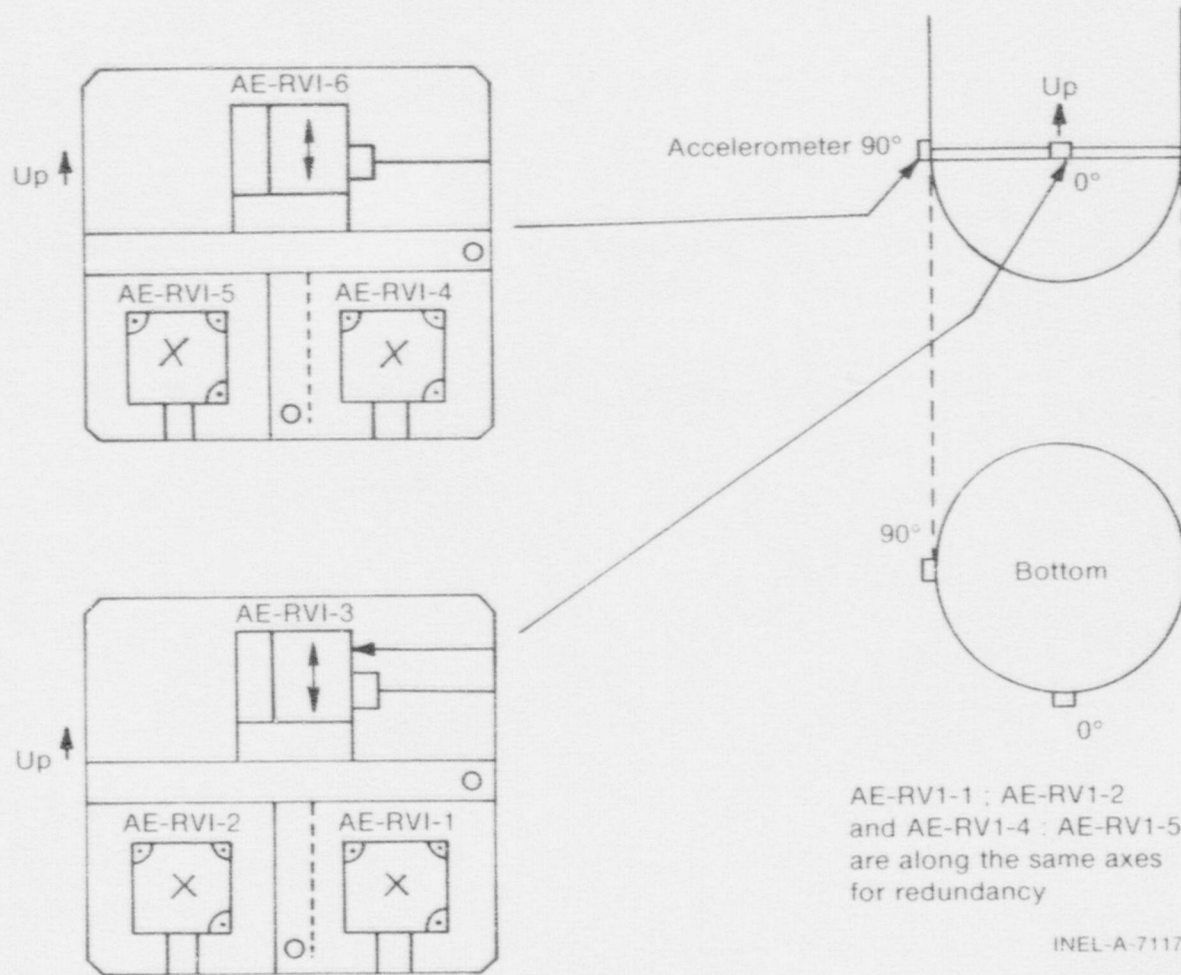 AE-RVI-6
Up
AE-RVI-5
AE-RVI-4
Up
Accelerometer 90°
0°
90°
Bottom
0°
AE-RVI-3
Up
AE-RVI-2
AE-RVI-1
AE-RV1-1 : AE-RV1-2
and AE-RV1-4 : AE-RV1-5
are along the same axes
for redundancy
INEL-A-7117